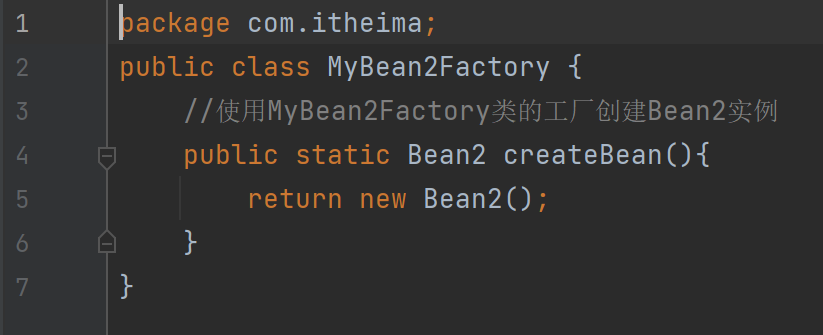 1 package com.itheima;
2 public class MyBean2Factory {
3 //使用MyBean2Factory类的工厂创建Bean2实例
4 public static Bean2 createBean(){
5 return new Bean2();
6 }
7 }